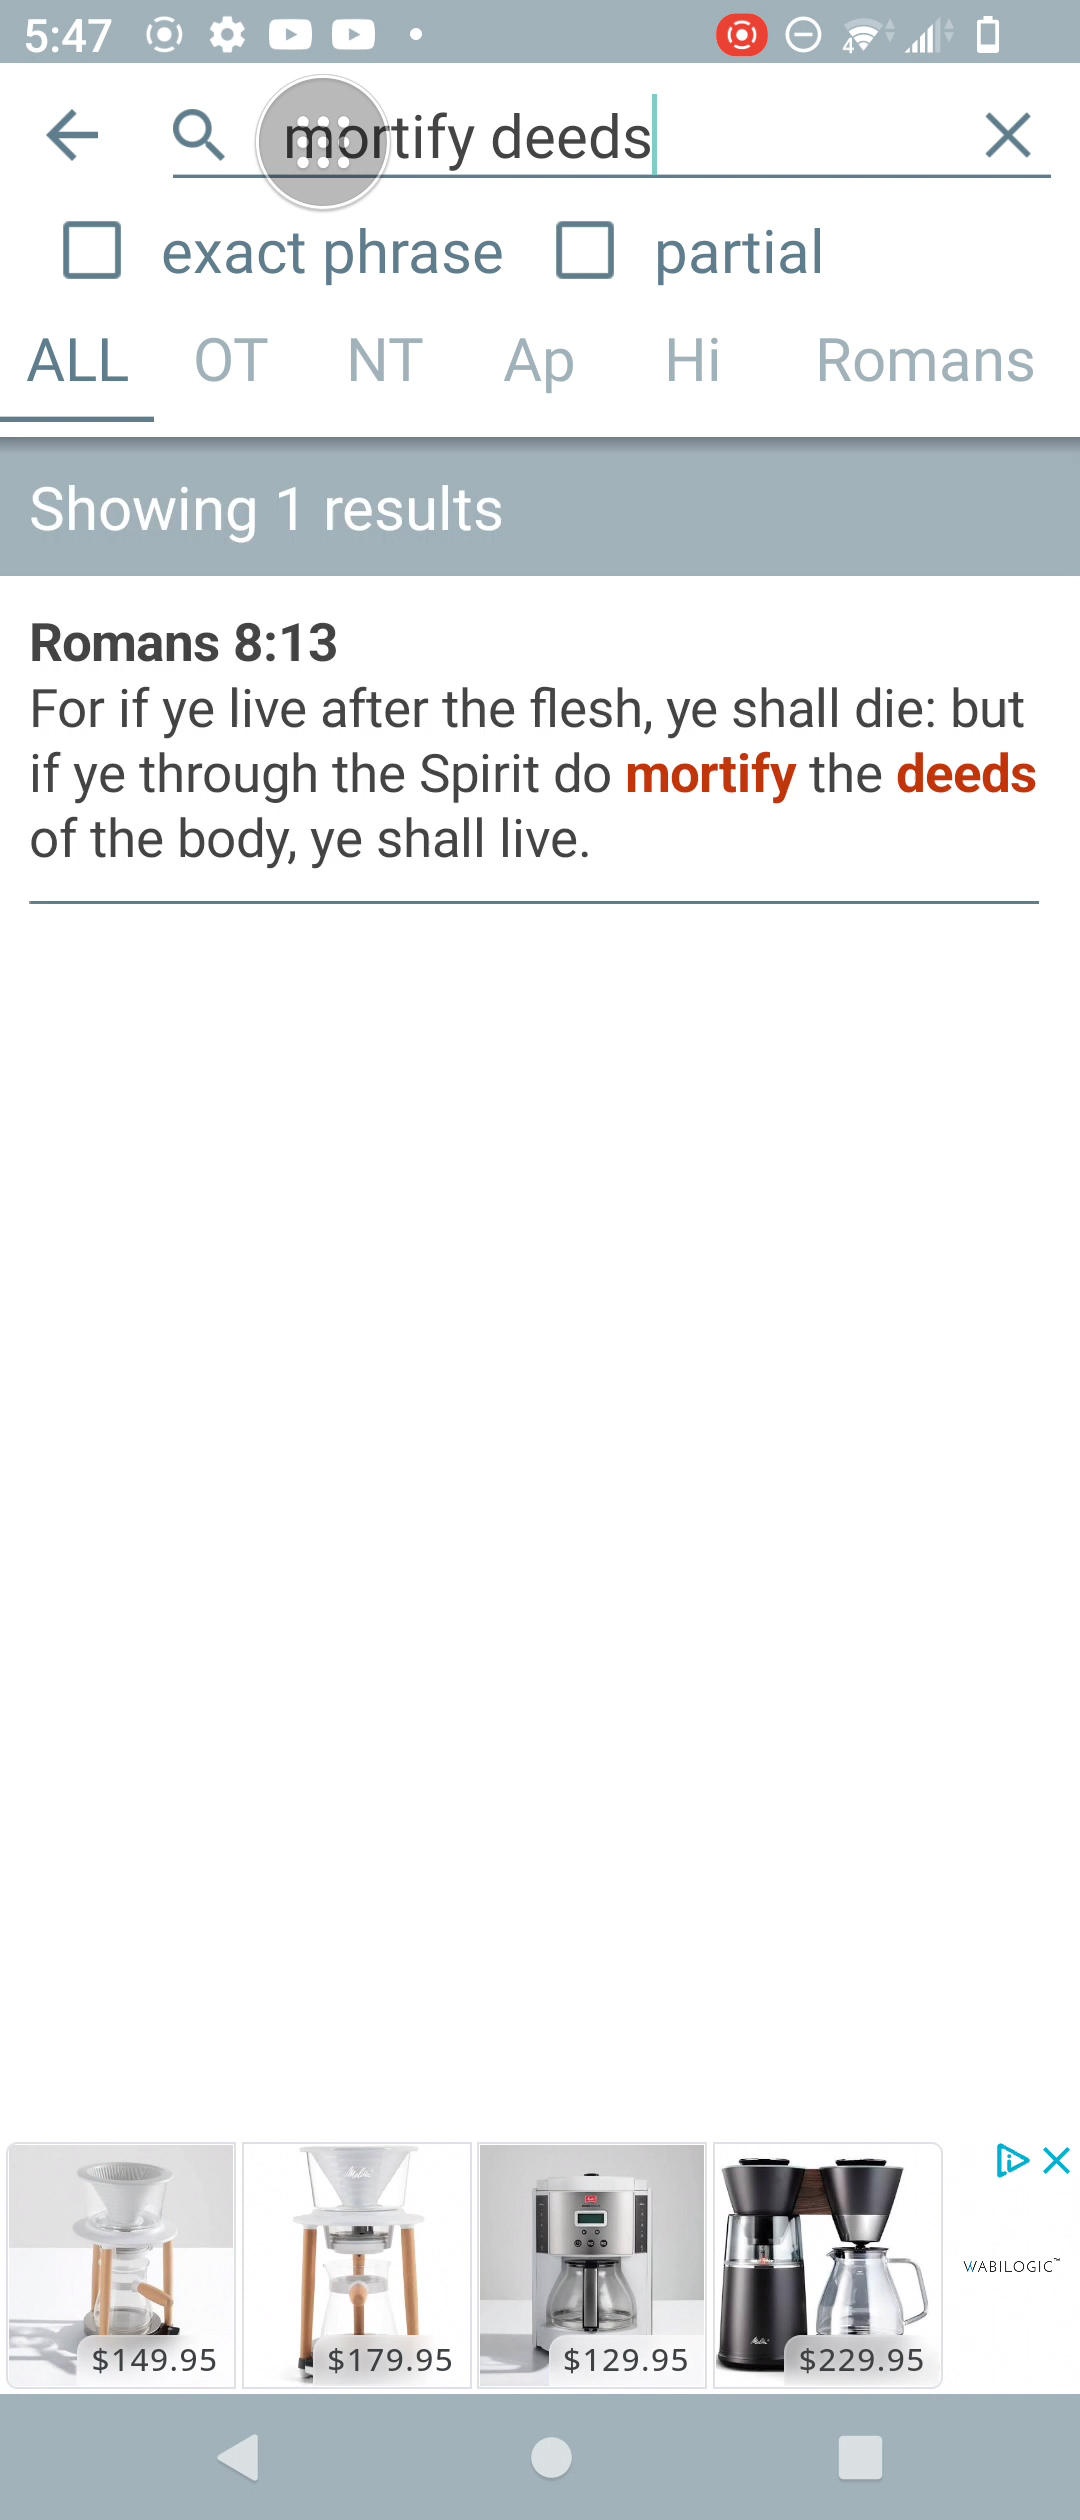 5:47
4
mortify deeds
exact phrase partial
ALL OT NT Ap Hi Romans
Showing 1 results
Romans 8:13
For if ye live after the flesh, ye shall die: but
if ye through the Spirit do mortify the deeds
of the body, ye shall live.
WABILOGIC™
$149.95 $179.95 $129.95 $229.95